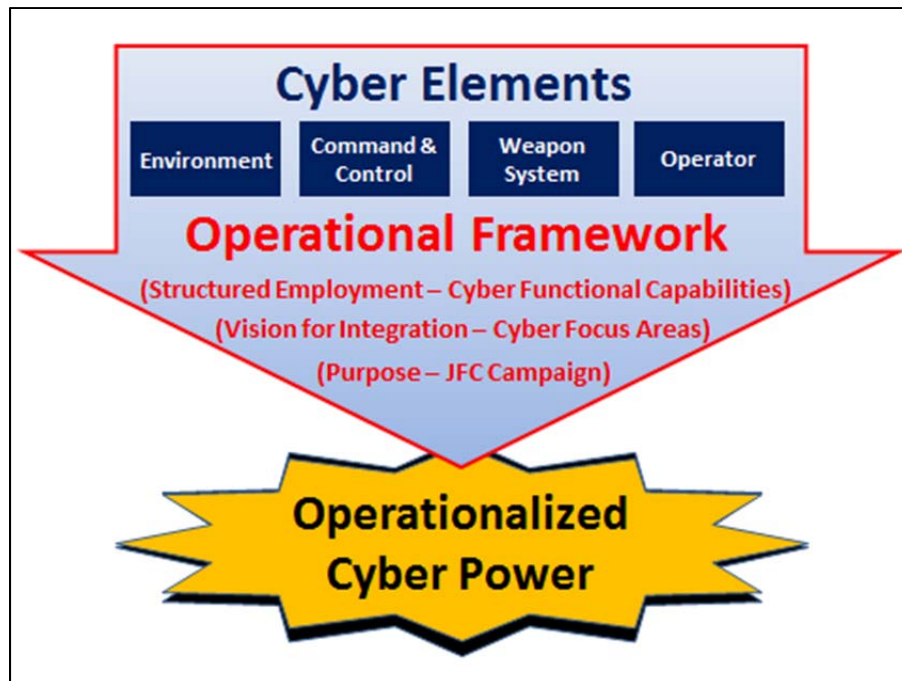 Cyber Elements
Environment
Command &
Control
Weapon
System
Operator
Operational Framework
(Structured Employment – Cyber Functional Capabilities)
(Vision for Integration – Cyber Focus Areas)
(Purpose – JFC Campaign)
Operationalized
Cyber Power